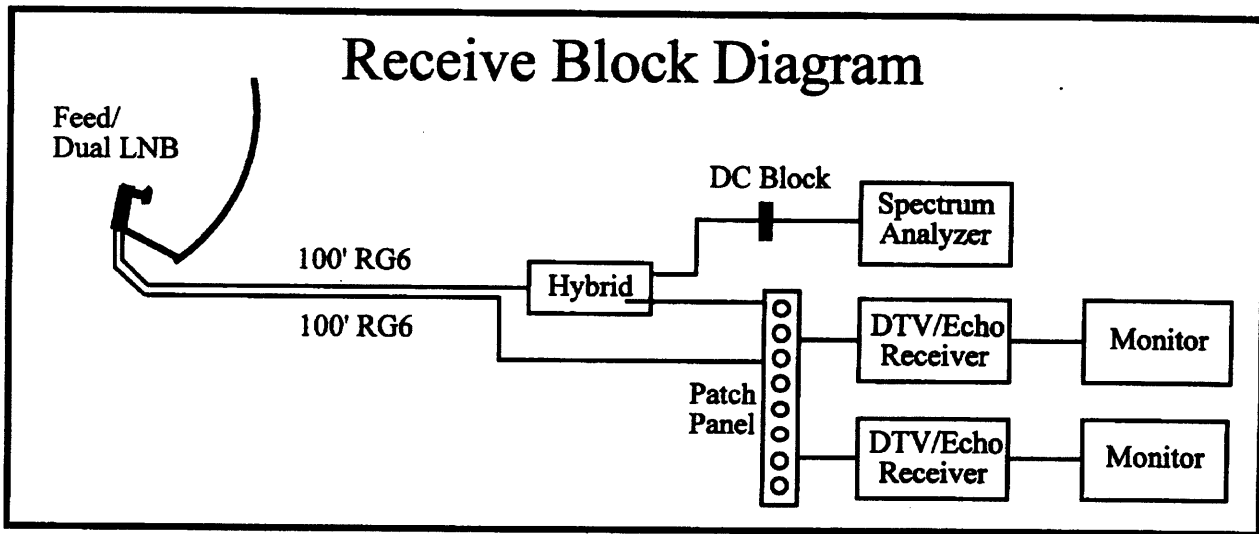 Receive Block Diagram
Feed/
Dual LNB
DC Block
Spectrum
Analyzer
100' RG6
Hybrid
100' RG6
DTV/Echo
Receiver
Monitor
Patch
Panel
DTV/Echo
Receiver
Monitor